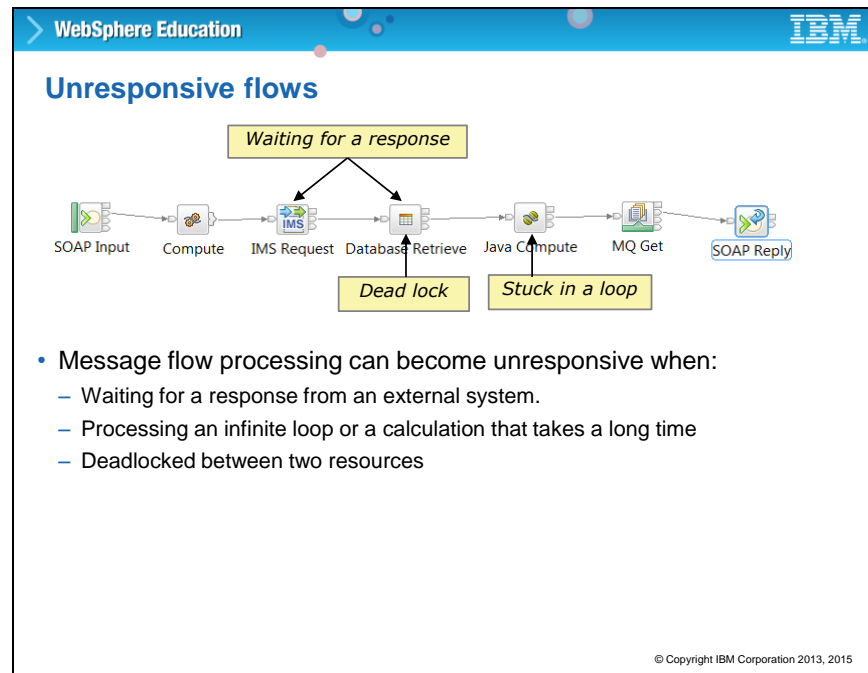 WebSphere Education
IBM
Unresponsive flows
Waiting for a response
IMS
SOAP Input
Compute
IMS Request
Database Retrieve
Java Compute
MQ Get
SOAP Reply
Dead lock
Stuck in a loop
• Message flow processing can become unresponsive when:
– Waiting for a response from an external system.
– Processing an infinite loop or a calculation that takes a long time
– Deadlocked between two resources
© Copyright IBM Corporation 2013, 2015